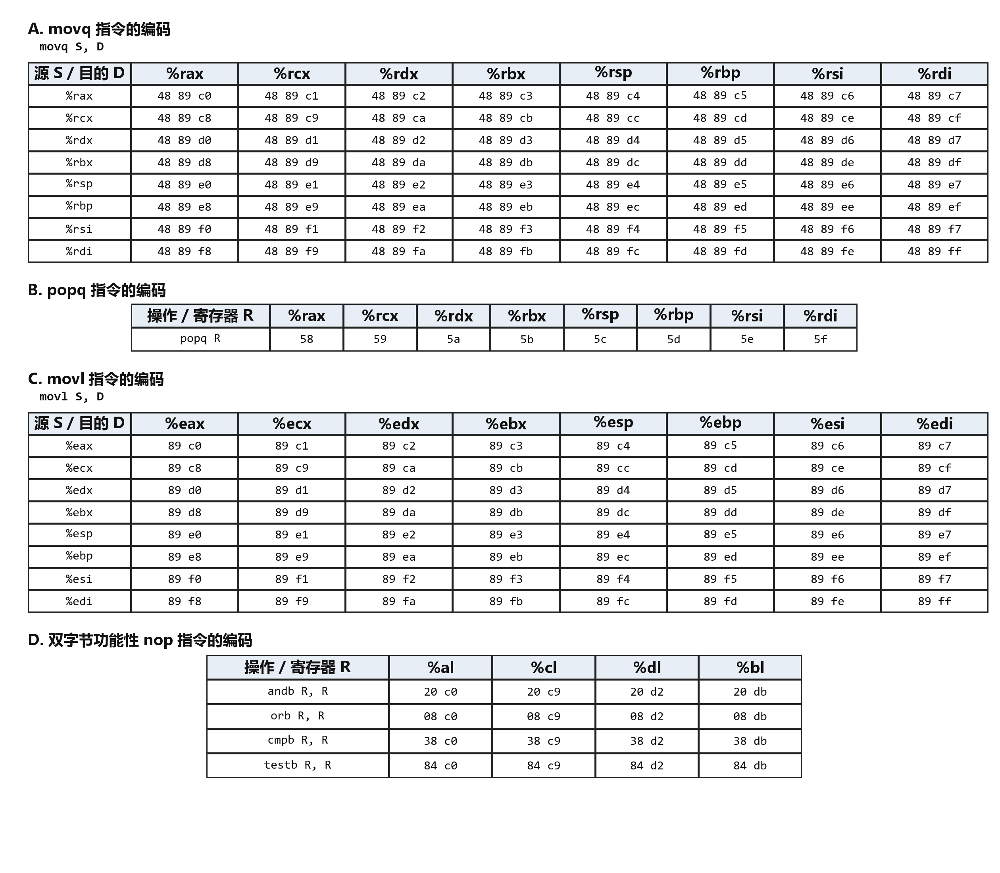 A. movq 指令的编码
movq S, D
源 S / 目的 D %rax %rcx %rdx %rbx %rsp %rbp %rsi %rdi
%rax 48 89 c0 48 89 c1 48 89 c2 48 89 c3 48 89 c4 48 89 c5 48 89 c6 48 89 c7
%rcx 48 89 c8 48 89 c9 48 89 ca 48 89 cb 48 89 cc 48 89 cd 48 89 ce 48 89 cf
%rdx 48 89 d0 48 89 d1 48 89 d2 48 89 d3 48 89 d4 48 89 d5 48 89 d6 48 89 d7
%rbx 48 89 d8 48 89 d9 48 89 da 48 89 db 48 89 dc 48 89 dd 48 89 de 48 89 df
%rsp 48 89 e0 48 89 e1 48 89 e2 48 89 e3 48 89 e4 48 89 e5 48 89 e6 48 89 e7
%rbp 48 89 e8 48 89 e9 48 89 ea 48 89 eb 48 89 ec 48 89 ed 48 89 ee 48 89 ef
%rsi 48 89 f0 48 89 f1 48 89 f2 48 89 f3 48 89 f4 48 89 f5 48 89 f6 48 89 f7
%rdi 48 89 f8 48 89 f9 48 89 fa 48 89 fb 48 89 fc 48 89 fd 48 89 fe 48 89 ff
B. popq 指令的编码
操作 / 寄存器 R %rax %rcx %rdx %rbx %rsp %rbp %rsi %rdi
popq R 58 59 5a 5b 5c 5d 5e 5f
C. movl 指令的编码
movl S, D
源 S / 目的 D %eax %ecx %edx %ebx %esp %ebp %esi %edi
%eax 89 c0 89 c1 89 c2 89 c3 89 c4 89 c5 89 c6 89 c7
%ecx 89 c8 89 c9 89 ca 89 cb 89 cc 89 cd 89 ce 89 cf
%edx 89 d0 89 d1 89 d2 89 d3 89 d4 89 d5 89 d6 89 d7
%ebx 89 d8 89 d9 89 da 89 db 89 dc 89 dd 89 de 89 df
%esp 89 e0 89 e1 89 e2 89 e3 89 e4 89 e5 89 e6 89 e7
%ebp 89 e8 89 e9 89 ea 89 eb 89 ec 89 ed 89 ee 89 ef
%esi 89 f0 89 f1 89 f2 89 f3 89 f4 89 f5 89 f6 89 f7
%edi 89 f8 89 f9 89 fa 89 fb 89 fc 89 fd 89 fe 89 ff
D. 双字节功能性 nop 指令的编码
操作 / 寄存器 R %al %cl %dl %bl
andb R, R 20 c0 20 c9 20 d2 20 db
orb R, R 08 c0 08 c9 08 d2 08 db
cmpb R, R 38 c0 38 c9 38 d2 38 db
testb R, R 84 c0 84 c9 84 d2 84 db